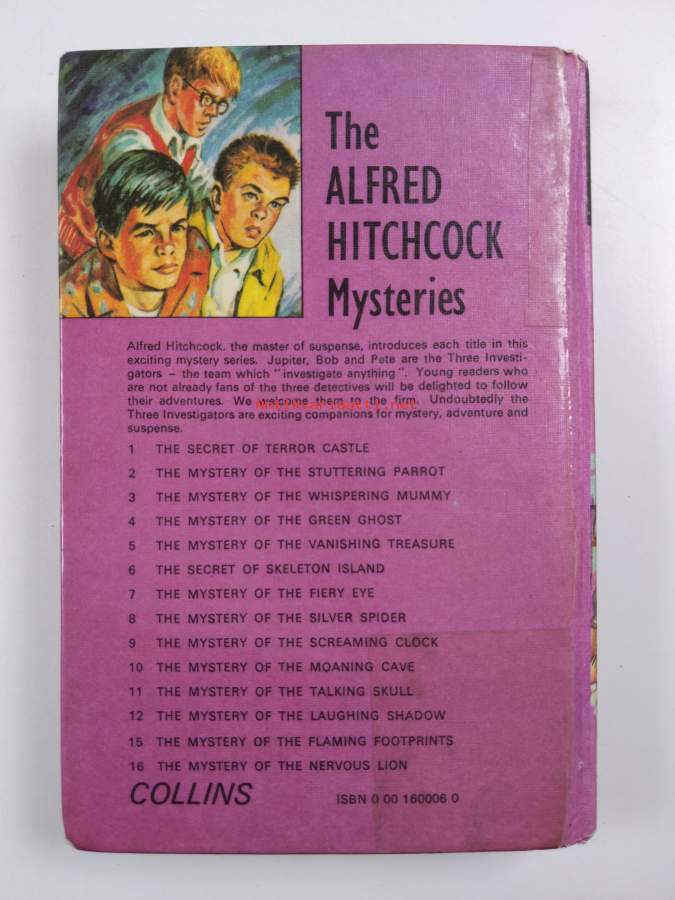 The
ALFRED
HITCHCOCK
Mysteries
Alfred Hitchcock, the master of suspense, introduces each title in this
exciting mystery series. Jupiter, Bob and Pete are the Three Investi-
gators – the team which "investigate anything". Young readers who
are not already fans of the three detectives will be delighted to follow
their adventures. We welcome them to the firm. Undoubtedly the
Three Investigators are exciting companions for mystery, adventure and
suspense.
1 THE SECRET OF TERROR CASTLE
2 THE MYSTERY OF THE STUTTERING PARROT
3 THE MYSTERY OF THE WHISPERING MUMMY
4 THE MYSTERY OF THE GREEN GHOST
5 THE MYSTERY OF THE VANISHING TREASURE
6 THE SECRET OF SKELETON ISLAND
7 THE MYSTERY OF THE FIERY EYE
8 THE MYSTERY OF THE SILVER SPIDER
9 THE MYSTERY OF THE SCREAMING CLOCK
10 THE MYSTERY OF THE MOANING CAVE
11 THE MYSTERY OF THE TALKING SKULL
12 THE MYSTERY OF THE LAUGHING SHADOW
15 THE MYSTERY OF THE FLAMING FOOTPRINTS
16 THE MYSTERY OF THE NERVOUS LION
COLLINS ISBN 0 00 160006 0